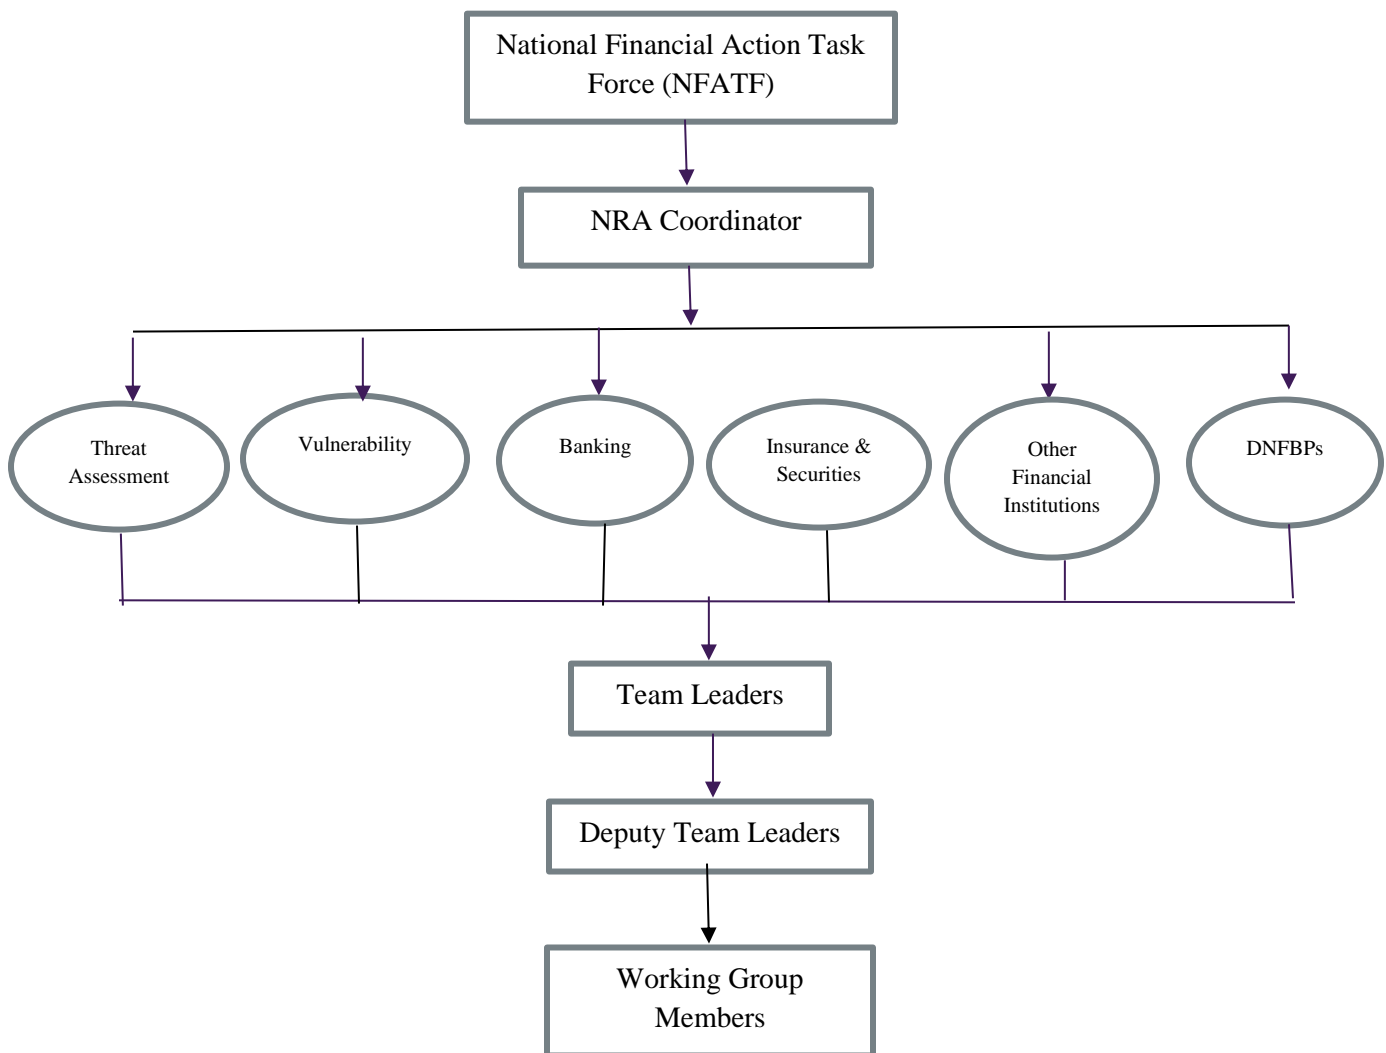 National Financial Action Task
Force (NFATF)
NRA Coordinator
Threat
Assessment
Vulnerability
Banking
Insurance &
Securities
Other
Financial
Institutions
DNFBPs
Team Leaders
Deputy Team Leaders
Working Group
Members